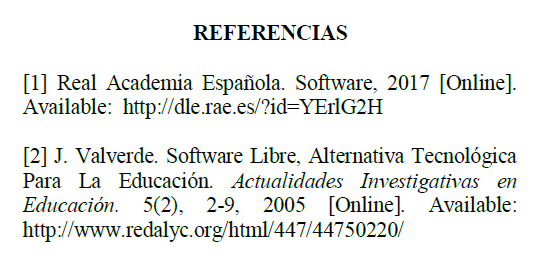 REFERENCIAS
[1] Real Academia Española. Software, 2017 [Online].
Available: http://dle.rae.es/?id=YErlG2H
[2] J. Valverde. Software Libre, Alternativa Tecnológica
Para La Educación. Actualidades Investigativas en
Educación. 5(2), 2-9, 2005 [Online]. Available:
http://www.redalyc.org/html/447/44750220/